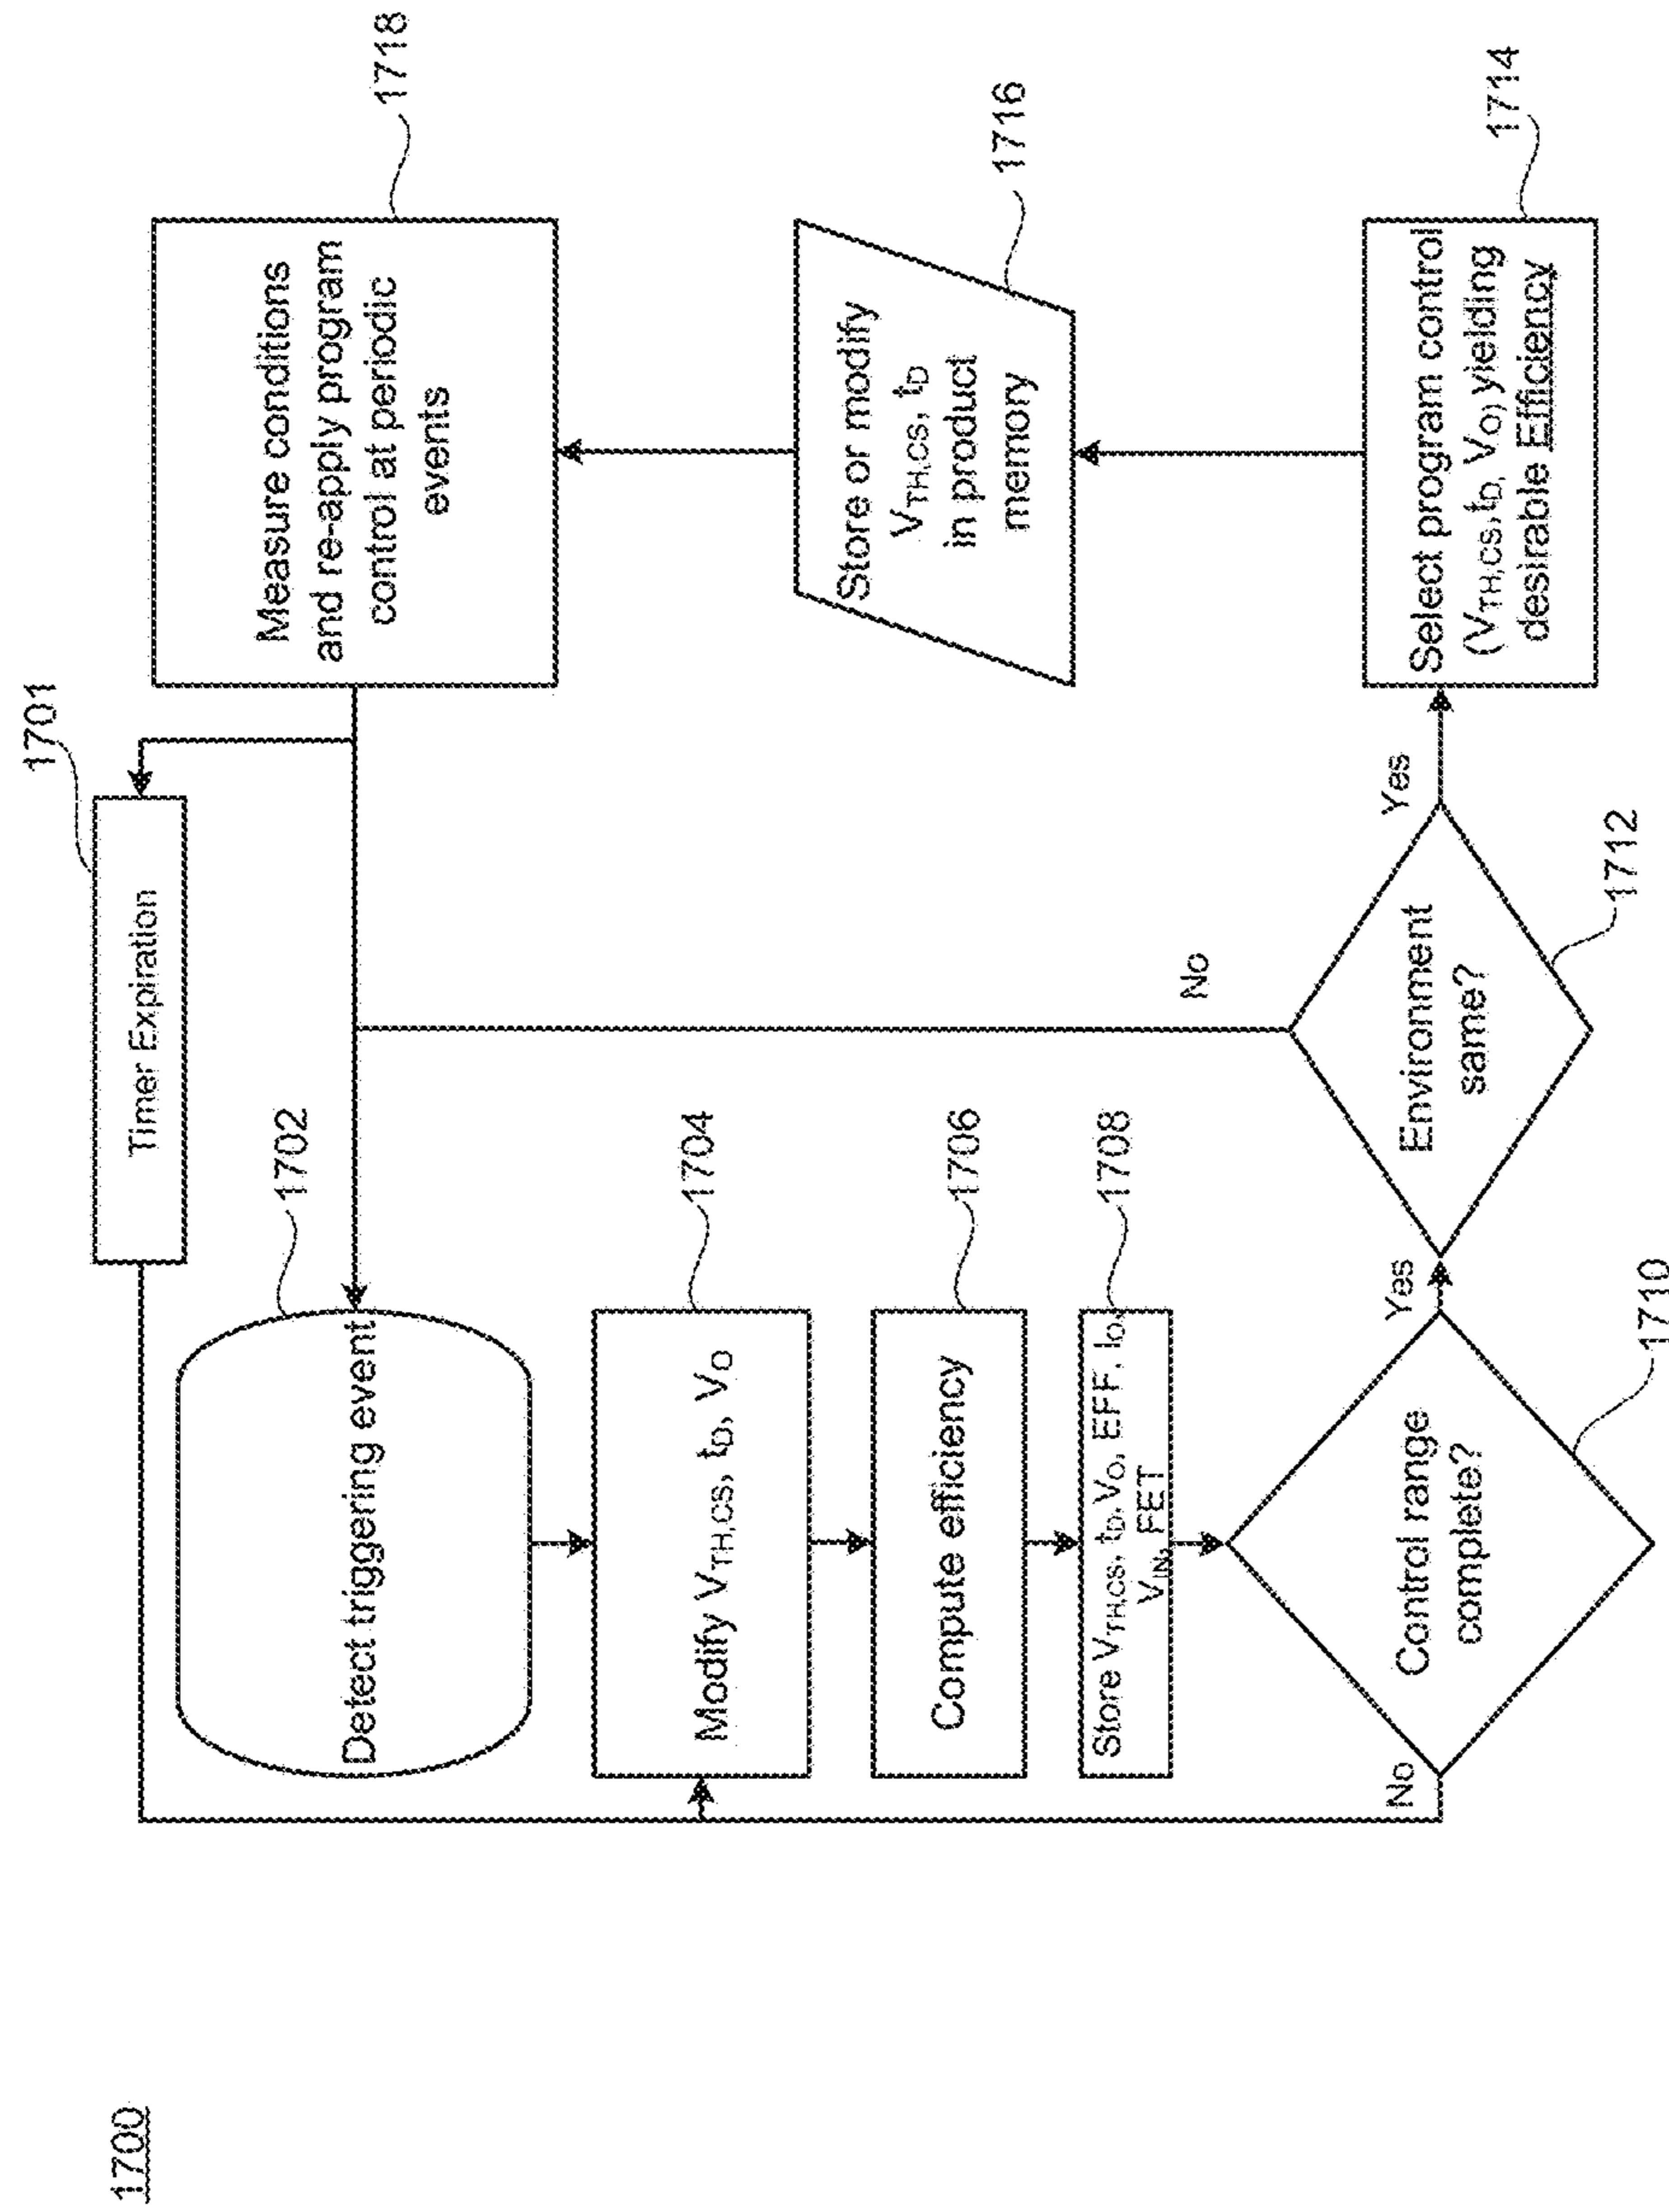 1700
1701
Timer Expiration
1702
Detect triggering event
Measure conditions
and re-apply program
control at periodic
events
1718
Modify V_TH,CS, t_D, V_O
1704
Compute efficiency
1706
Store V_TH,CS, t_D, V_O, EFF, I_O,
V_IN, FET
1708
Control range
complete?
1710
No
Yes
Environment
same?
1712
No
Yes
Select program control
(V_TH,CS, t_D, V_O) yielding
desirable Efficiency
1714
Store or modify
V_TH,CS, t_D
in product
memory
1716